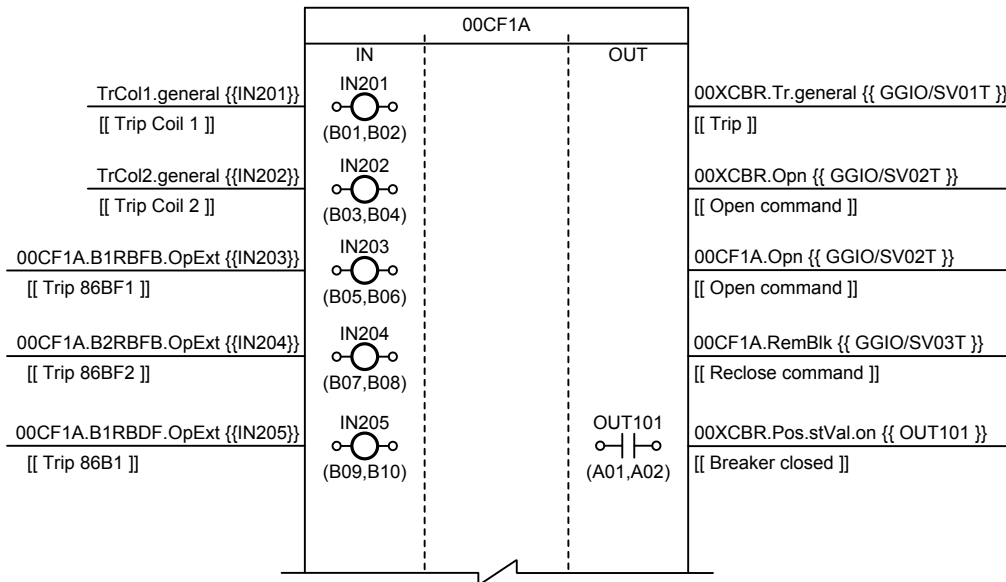 00CF1A
IN OUT
TrCol1.general {{IN201}}
[[ Trip Coil 1 ]]
IN201
(B01,B02)
00XCBR.Tr.general {{ GGIO/SV01T }}
[[ Trip ]]
TrCol2.general {{IN202}}
[[ Trip Coil 2 ]]
IN202
(B03,B04)
00XCBR.Opn {{ GGIO/SV02T }}
[[ Open command ]]
00CF1A.B1RBFB.OpExt {{IN203}}
[[ Trip 86BF1 ]]
IN203
(B05,B06)
00CF1A.Opn {{ GGIO/SV02T }}
[[ Open command ]]
00CF1A.B2RBFB.OpExt {{IN204}}
[[ Trip 86BF2 ]]
IN204
(B07,B08)
00CF1A.RemBlk {{ GGIO/SV03T }}
[[ Reclose command ]]
00CF1A.B1RBDF.OpExt {{IN205}}
[[ Trip 86B1 ]]
IN205
(B09,B10)
OUT101
(A01,A02)
00XCBR.Pos.stVal.on {{ OUT101 }}
[[ Breaker closed ]]